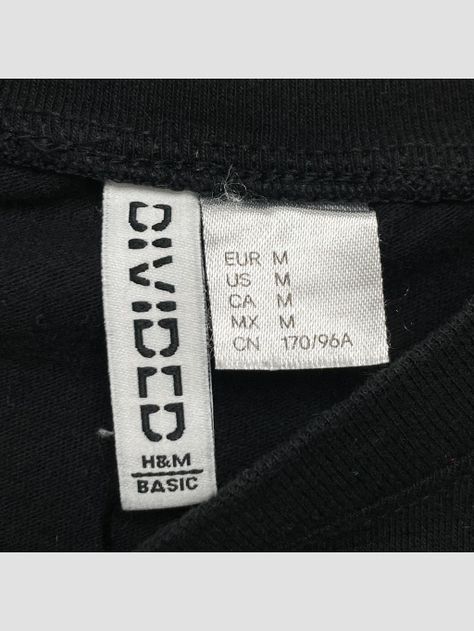 DIVIDED
H&M
BASIC
EUR M
US M
CA M
MX M
CN 170/96A